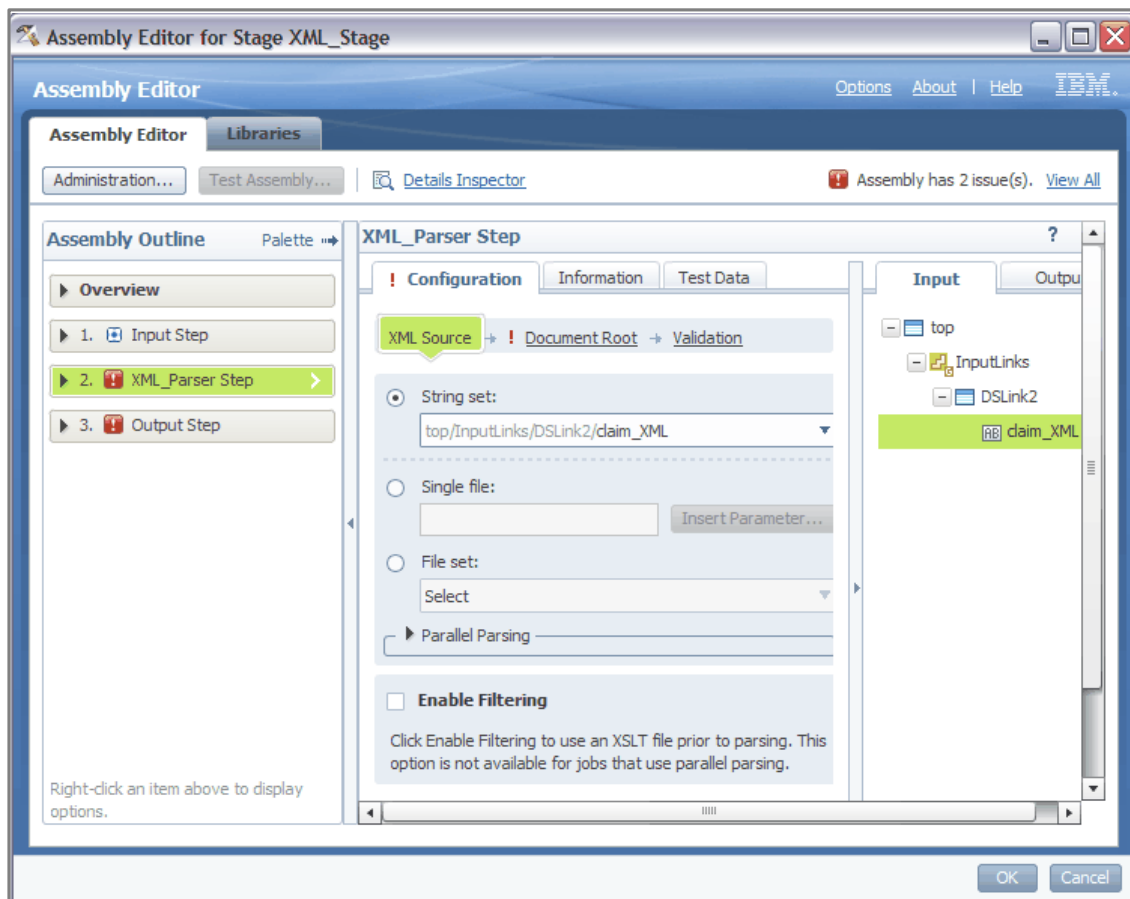 Assembly Editor for Stage XML_Stage
Assembly Editor
Options About | Help IBM.
Assembly Editor Libraries
Administration... Test Assembly... Details Inspector Assembly has 2 issue(s). View All
Assembly Outline Palette
Overview
1. Input Step
2. XML_Parser Step
3. Output Step
Right-click an item above to display
options.
XML_Parser Step ?
! Configuration Information Test Data
XML Source ! Document Root Validation
String set:
top/InputLinks/DSLink2/claim_XML
Single file:
Insert Parameter...
File set:
Select
Parallel Parsing
Enable Filtering
Click Enable Filtering to use an XSLT file prior to parsing. This
option is not available for jobs that use parallel parsing.
Input Outpu
top
InputLinks
DSLink2
AB claim_XML
OK Cancel